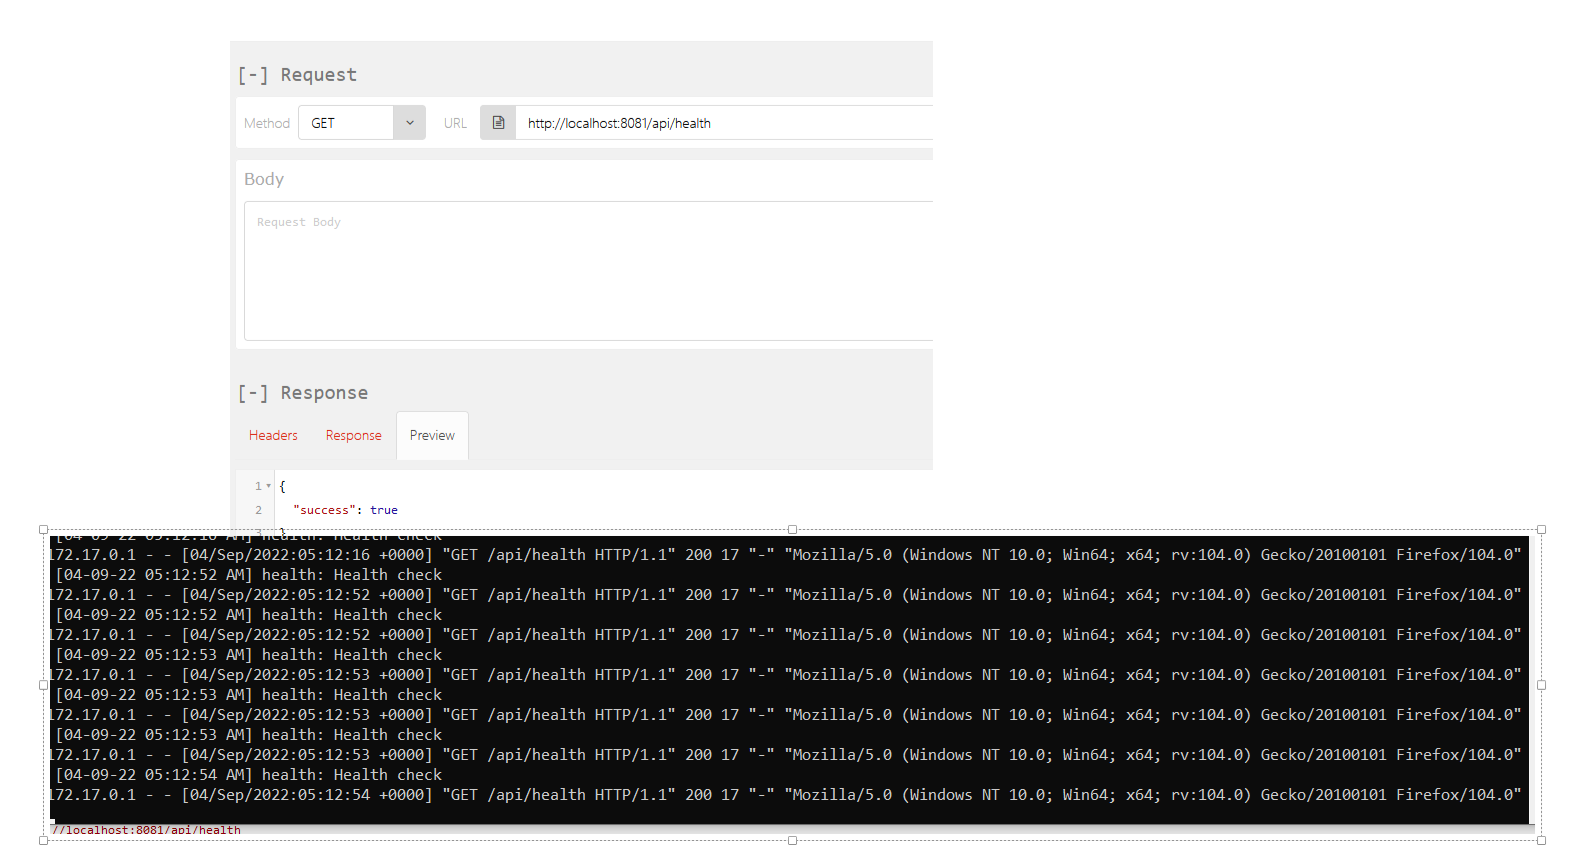 [-] Request
Method GET URL http://localhost:8081/api/health
Body
Request Body
[-] Response
Headers Response Preview
1 {
2 "success": true
3 }
[04-09-22 05:12:16 AM] health: Health check
172.17.0.1 - - [04/Sep/2022:05:12:16 +0000] "GET /api/health HTTP/1.1" 200 17 "-" "Mozilla/5.0 (Windows NT 10.0; Win64; x64; rv:104.0) Gecko/20100101 Firefox/104.0"
[04-09-22 05:12:52 AM] health: Health check
172.17.0.1 - - [04/Sep/2022:05:12:52 +0000] "GET /api/health HTTP/1.1" 200 17 "-" "Mozilla/5.0 (Windows NT 10.0; Win64; x64; rv:104.0) Gecko/20100101 Firefox/104.0"
[04-09-22 05:12:52 AM] health: Health check
172.17.0.1 - - [04/Sep/2022:05:12:52 +0000] "GET /api/health HTTP/1.1" 200 17 "-" "Mozilla/5.0 (Windows NT 10.0; Win64; x64; rv:104.0) Gecko/20100101 Firefox/104.0"
[04-09-22 05:12:53 AM] health: Health check
172.17.0.1 - - [04/Sep/2022:05:12:53 +0000] "GET /api/health HTTP/1.1" 200 17 "-" "Mozilla/5.0 (Windows NT 10.0; Win64; x64; rv:104.0) Gecko/20100101 Firefox/104.0"
[04-09-22 05:12:53 AM] health: Health check
172.17.0.1 - - [04/Sep/2022:05:12:53 +0000] "GET /api/health HTTP/1.1" 200 17 "-" "Mozilla/5.0 (Windows NT 10.0; Win64; x64; rv:104.0) Gecko/20100101 Firefox/104.0"
[04-09-22 05:12:53 AM] health: Health check
172.17.0.1 - - [04/Sep/2022:05:12:53 +0000] "GET /api/health HTTP/1.1" 200 17 "-" "Mozilla/5.0 (Windows NT 10.0; Win64; x64; rv:104.0) Gecko/20100101 Firefox/104.0"
[04-09-22 05:12:54 AM] health: Health check
172.17.0.1 - - [04/Sep/2022:05:12:54 +0000] "GET /api/health HTTP/1.1" 200 17 "-" "Mozilla/5.0 (Windows NT 10.0; Win64; x64; rv:104.0) Gecko/20100101 Firefox/104.0"
//localhost:8081/api/health